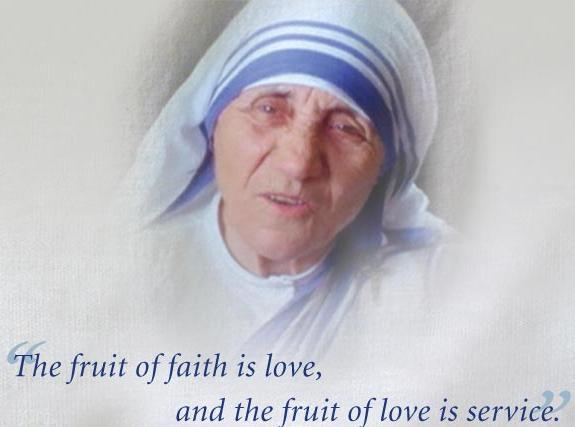 “The fruit of faith is love,
and the fruit of love is service.”